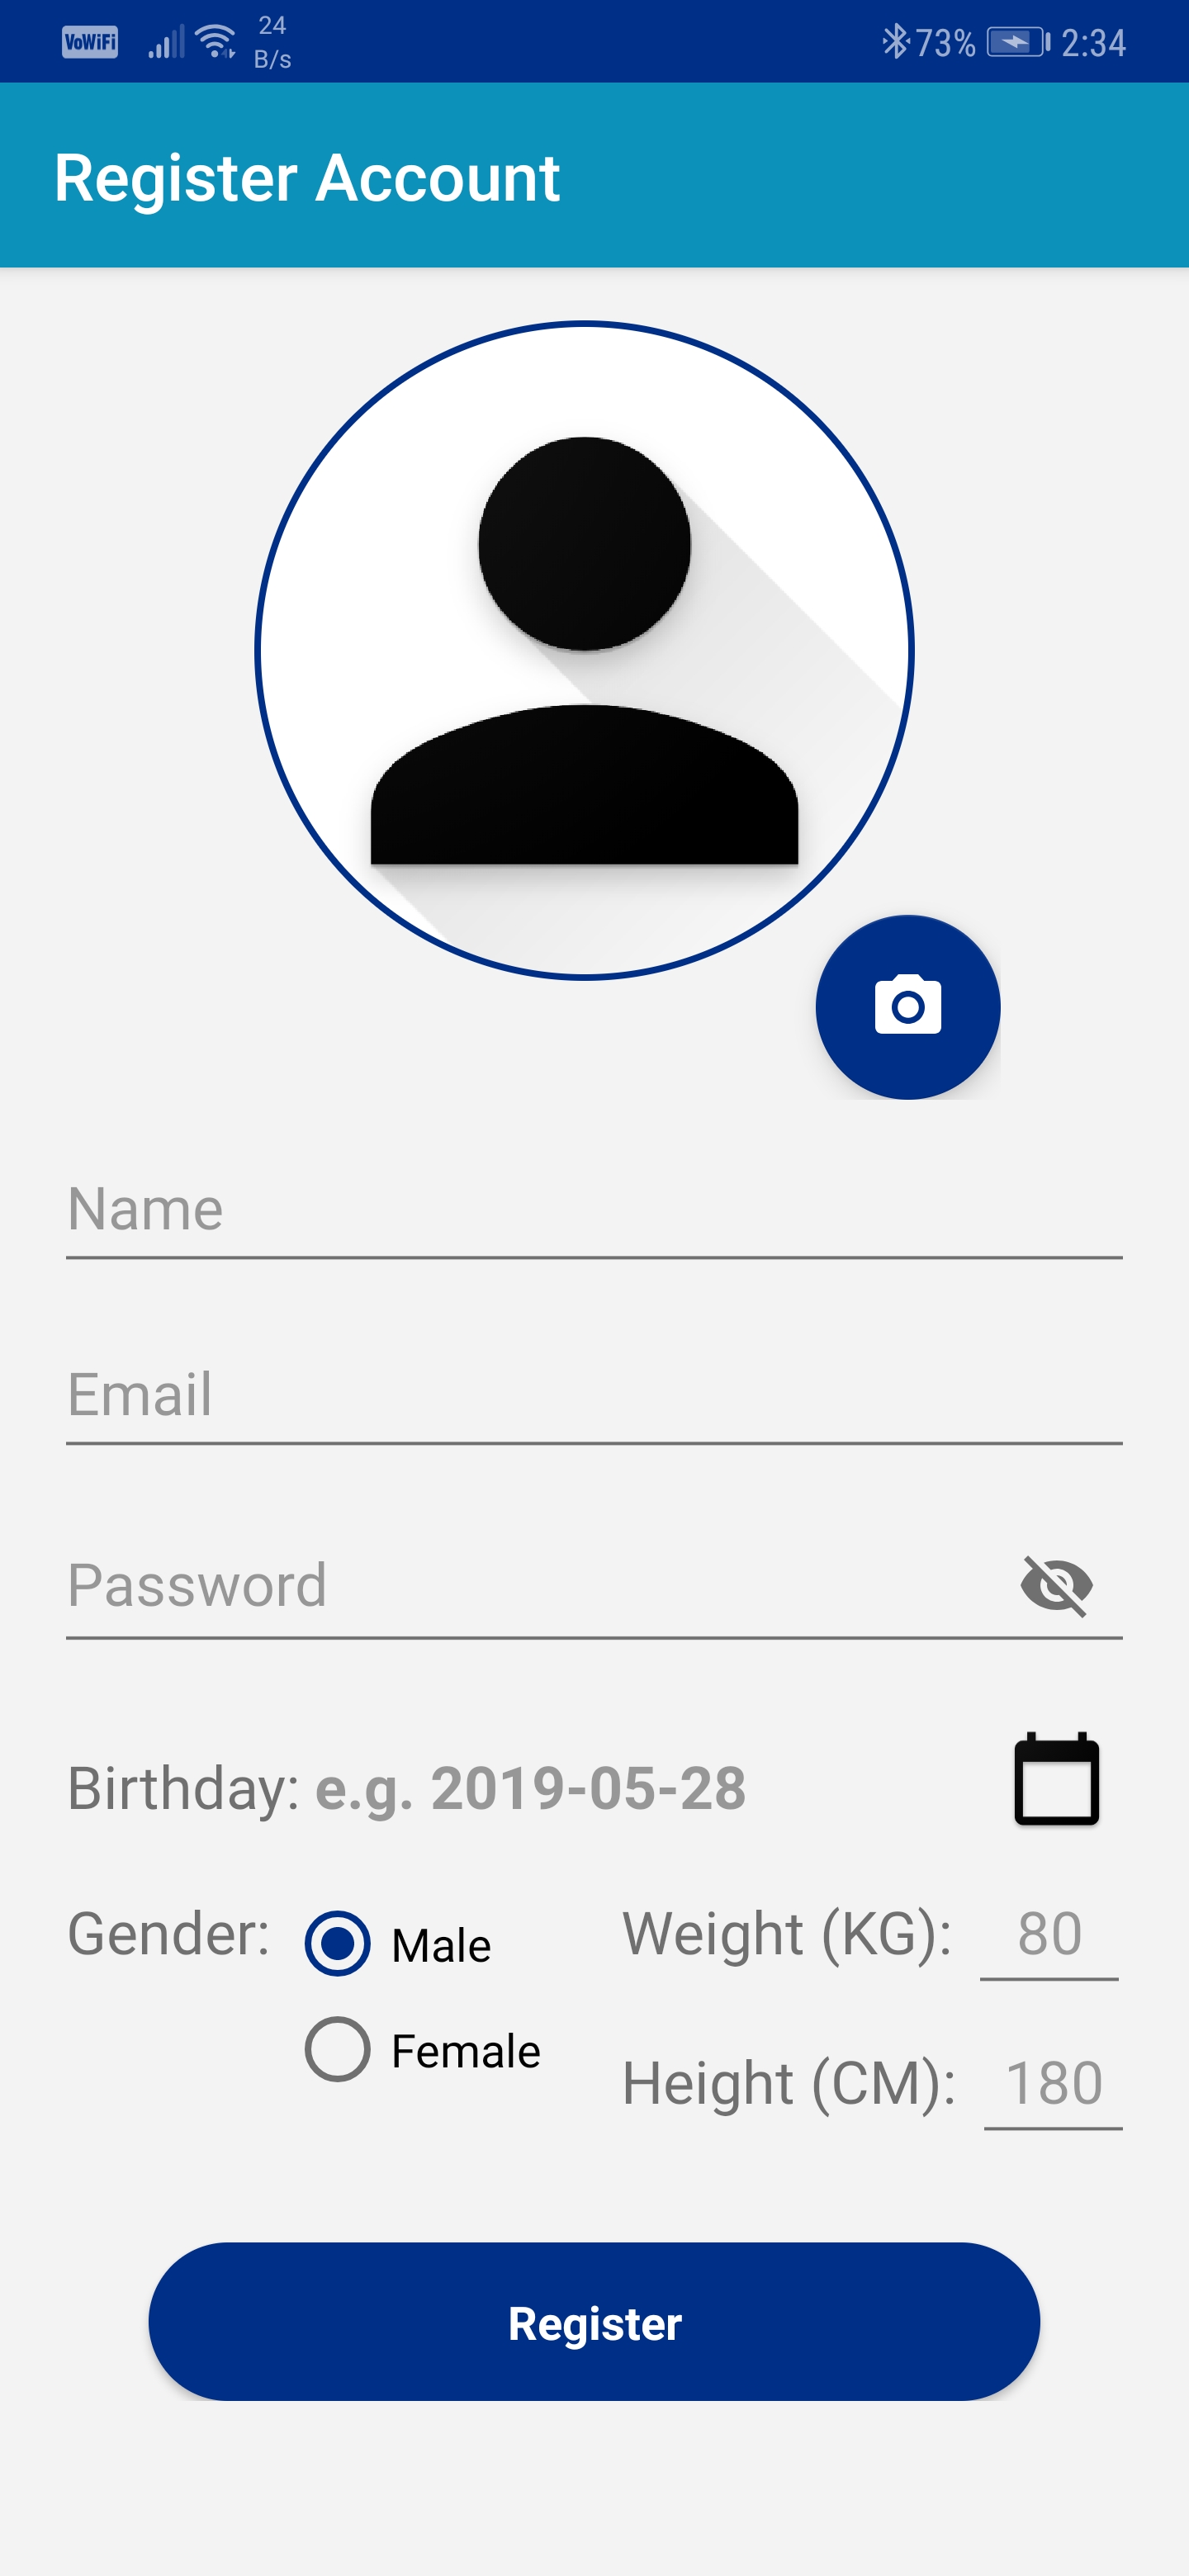 VoWiFi 24 B/s 73% 2:34
Register Account
Name
Email
Password
Birthday: e.g. 2019-05-28
Gender: Male Weight (KG): 80
Female Height (CM): 180
Register